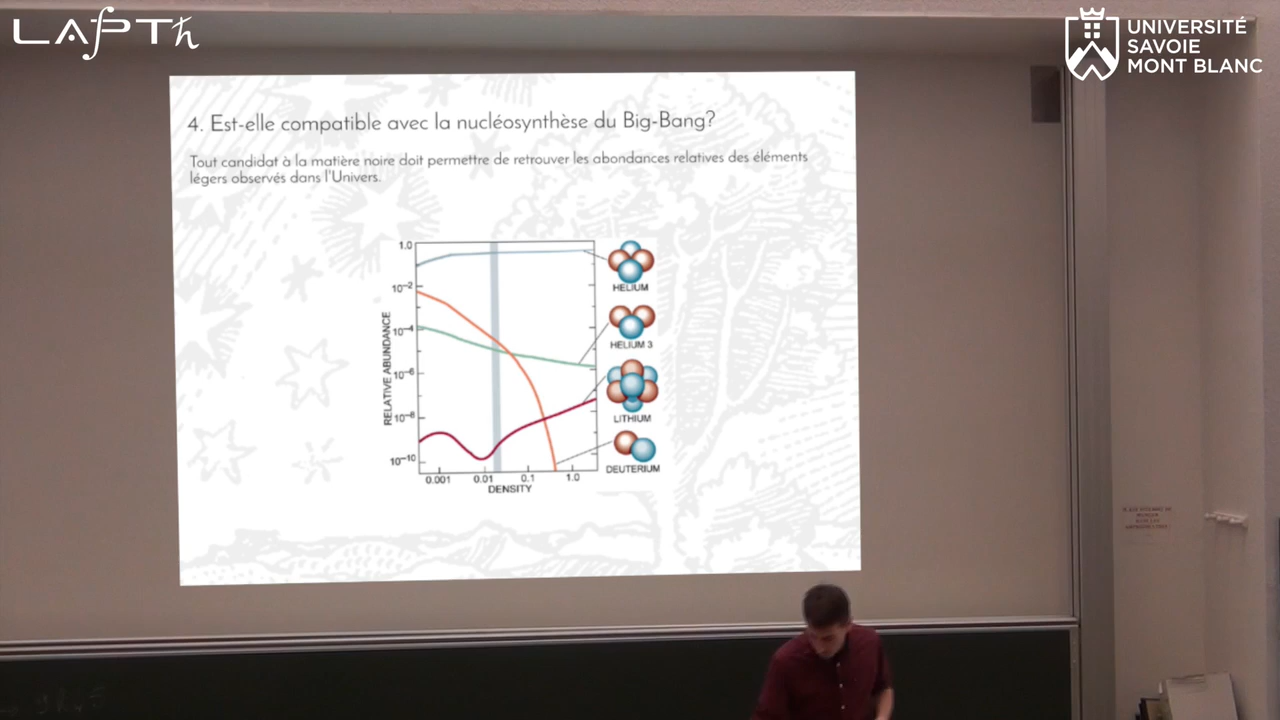 LAPTh
UNIVERSITÉ
SAVOIE
MONT BLANC
4. Est-elle compatible avec la nucléosynthèse du Big-Bang?
Tout candidat à la matière noire doit permettre de retrouver les abondances relatives des éléments
légers observés dans l'Univers.
1.0
10⁻²
10⁻⁴
10⁻⁶
10⁻⁸
10⁻¹⁰
RELATIVE ABUNDANCE
0.001 0.01 0.1 1.0
DENSITY
HELIUM
HELIUM 3
LITHIUM
DEUTERIUM